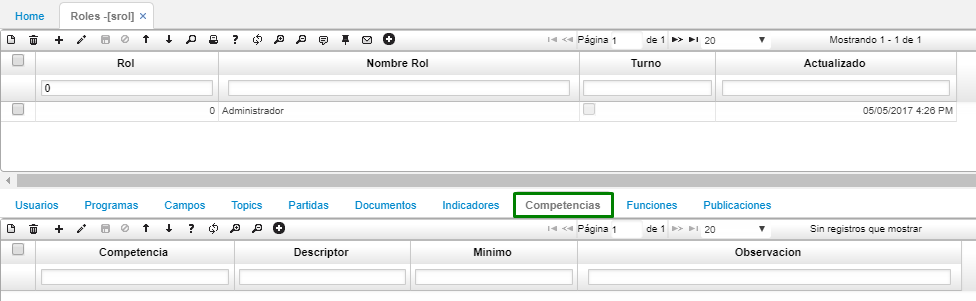 Home Roles -[srol] ×
Página 1 de 1 20 Mostrando 1 - 1 de 1
Rol Nombre Rol Turno Actualizado
0
0 Administrador 05/05/2017 4:26 PM
Usuarios Programas Campos Topics Partidas Documentos Indicadores Competencias Funciones Publicaciones
Página 1 de 1 20 Sin registros que mostrar
Competencia Descriptor Minimo Observacion